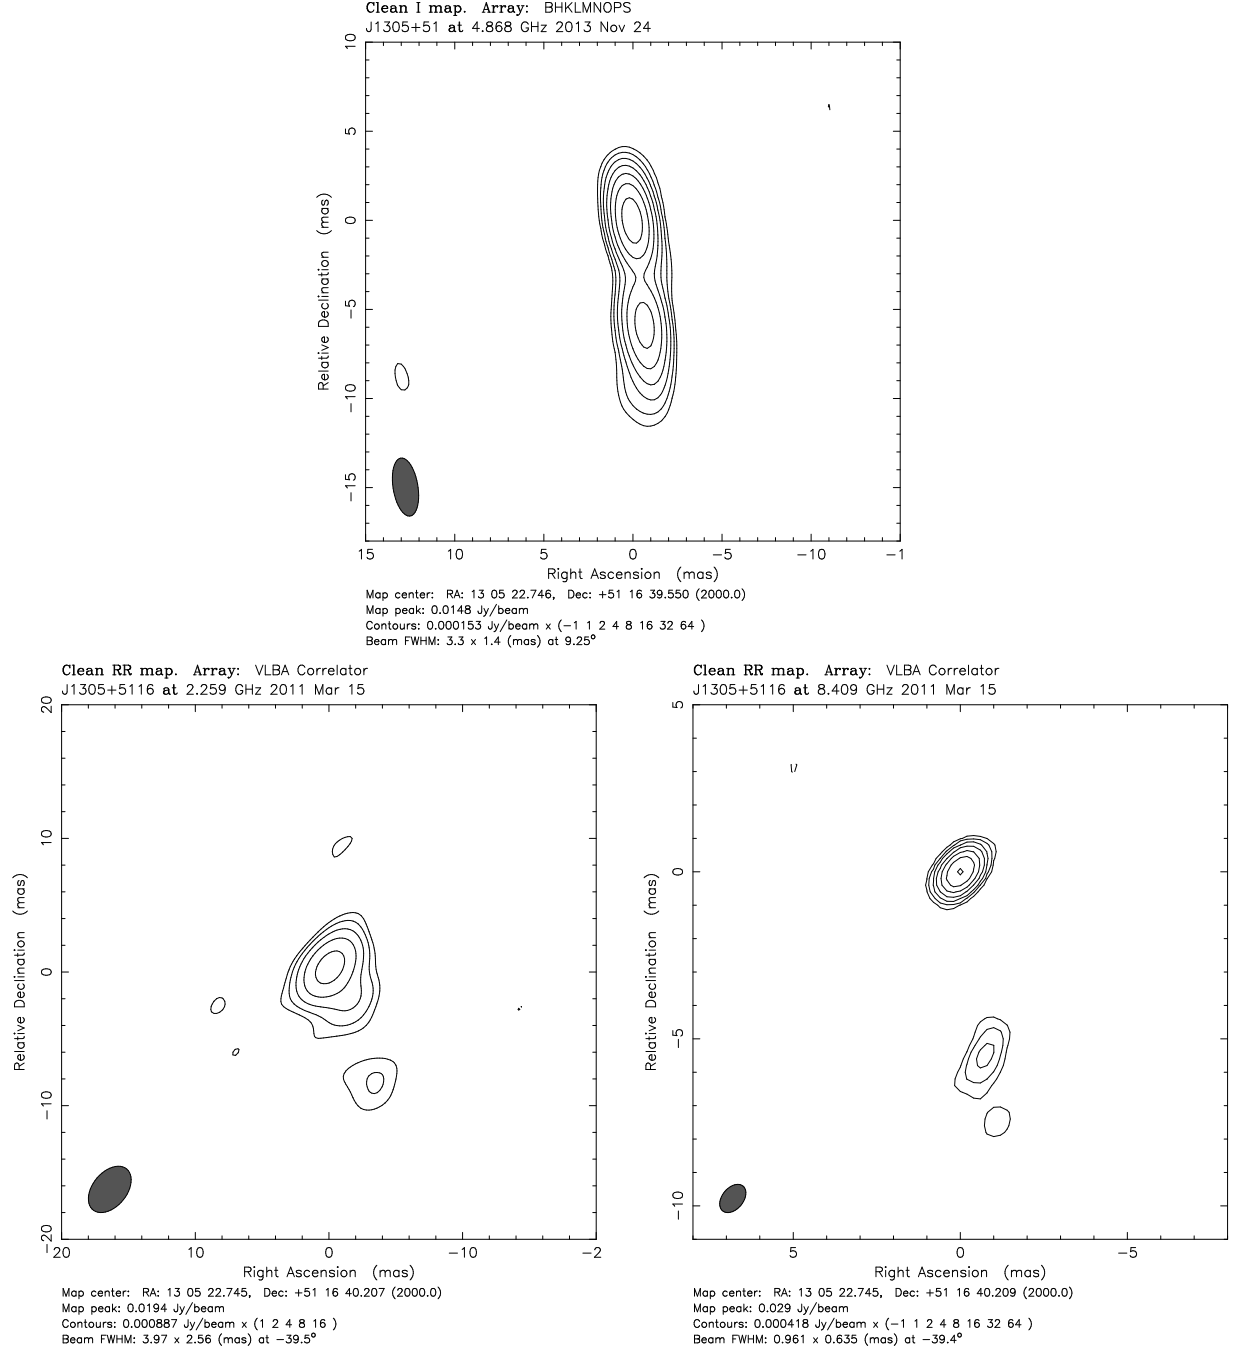 Clean I map.  Array:  BHKLMNOPS
J1305+51 at 4.868 GHz 2013 Nov 24
10
5
0
−5
−10
−15
Relative Declination  (mas)
15 10 5 0 −5 −10 −1
Right Ascension  (mas)
Map center:  RA: 13 05 22.746,  Dec: +51 16 39.550 (2000.0)
Map peak: 0.0148 Jy/beam
Contours: 0.000153 Jy/beam x (−1 1 2 4 8 16 32 64 )
Beam FWHM: 3.3 x 1.4 (mas) at 9.25°
Clean RR map.  Array:  VLBA Correlator
J1305+5116 at 2.259 GHz 2011 Mar 15
20
10
0
−10
−20
Relative Declination  (mas)
20 10 0 −10 −2
Right Ascension  (mas)
Map center:  RA: 13 05 22.745,  Dec: +51 16 40.207 (2000.0)
Map peak: 0.0194 Jy/beam
Contours: 0.000887 Jy/beam x (1 2 4 8 16 )
Beam FWHM: 3.97 x 2.56 (mas) at −39.5°
Clean RR map.  Array:  VLBA Correlator
J1305+5116 at 8.409 GHz 2011 Mar 15
5
0
−5
−10
Relative Declination  (mas)
5 0 −5
Right Ascension  (mas)
Map center:  RA: 13 05 22.745,  Dec: +51 16 40.209 (2000.0)
Map peak: 0.029 Jy/beam
Contours: 0.000418 Jy/beam x (−1 1 2 4 8 16 32 64 )
Beam FWHM: 0.961 x 0.635 (mas) at −39.4°